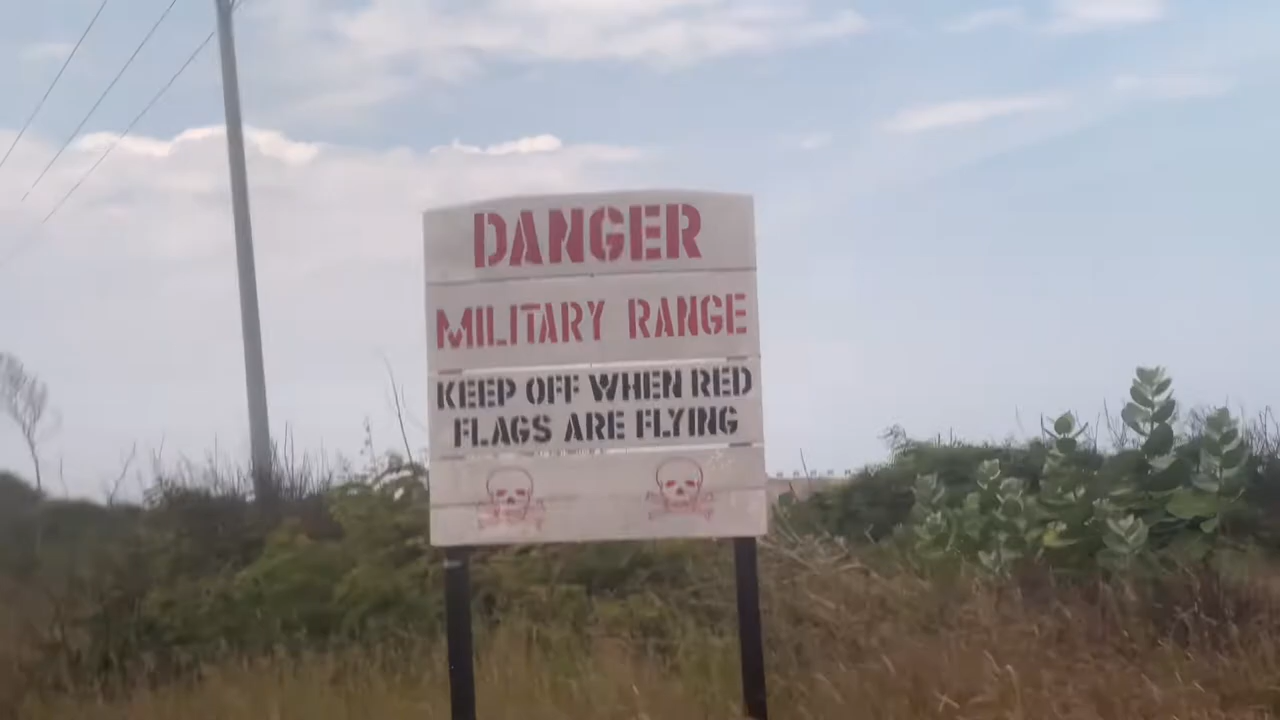 DANGER
MILITARY RANGE
KEEP OFF WHEN RED
FLAGS ARE FLYING